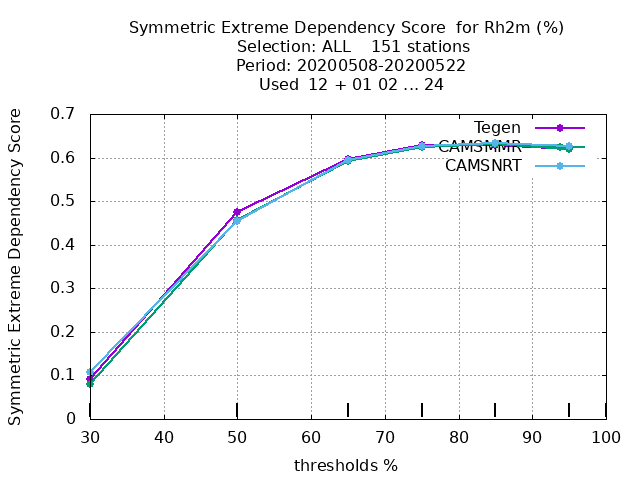 Symmetric Extreme Dependency Score  for Rh2m (%)
Selection: ALL    151 stations
Period: 20200508-20200522
Used  12 + 01 02 ... 24
Symmetric Extreme Dependency Score
0.7
0.6
0.5
0.4
0.3
0.2
0.1
0
Tegen
CAMSNMR
CAMSNRT
30 40 50 60 70 80 90 100
thresholds %